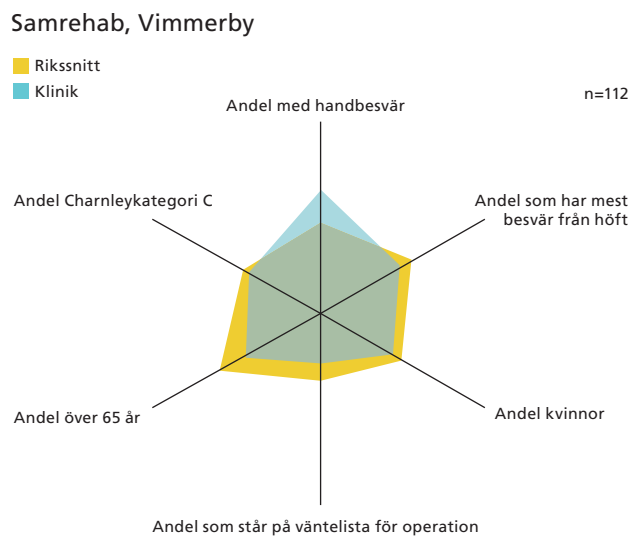 Samrehab, Vimmerby
Rikssnitt
Klinik
n=112
Andel med handbesvär
Andel Charnleykategori C
Andel som har mest
besvär från höft
Andel över 65 år
Andel kvinnor
Andel som står på väntelista för operation